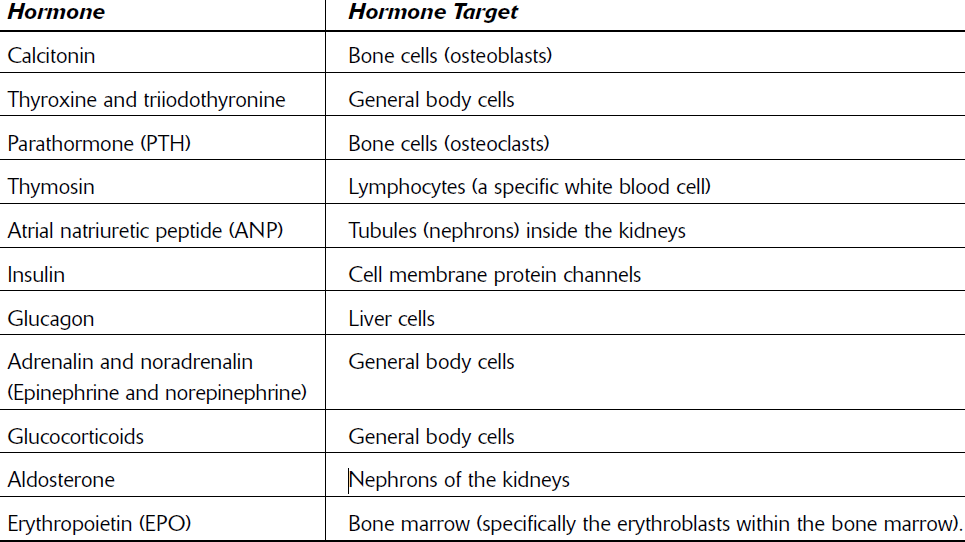 Hormone Hormone Target
Calcitonin Bone cells (osteoblasts)
Thyroxine and triiodothyronine General body cells
Parathormone (PTH) Bone cells (osteoclasts)
Thymosin Lymphocytes (a specific white blood cell)
Atrial natriuretic peptide (ANP) Tubules (nephrons) inside the kidneys
Insulin Cell membrane protein channels
Glucagon Liver cells
Adrenalin and noradrenalin General body cells
(Epinephrine and norepinephrine)
Glucocorticoids General body cells
Aldosterone Nephrons of the kidneys
Erythropoietin (EPO) Bone marrow (specifically the erythroblasts within the bone marrow).